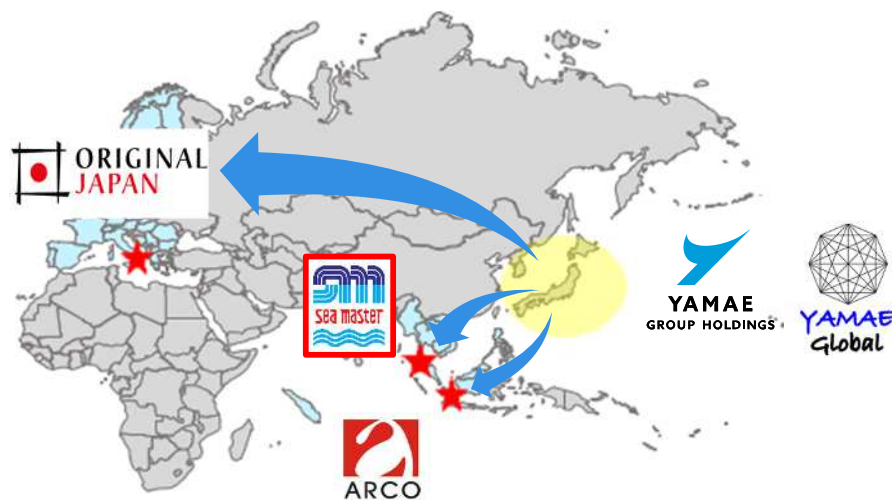 ORIGINAL
JAPAN
sea master
YAMAE
GROUP HOLDINGS
YAMAE
Global
ARCO